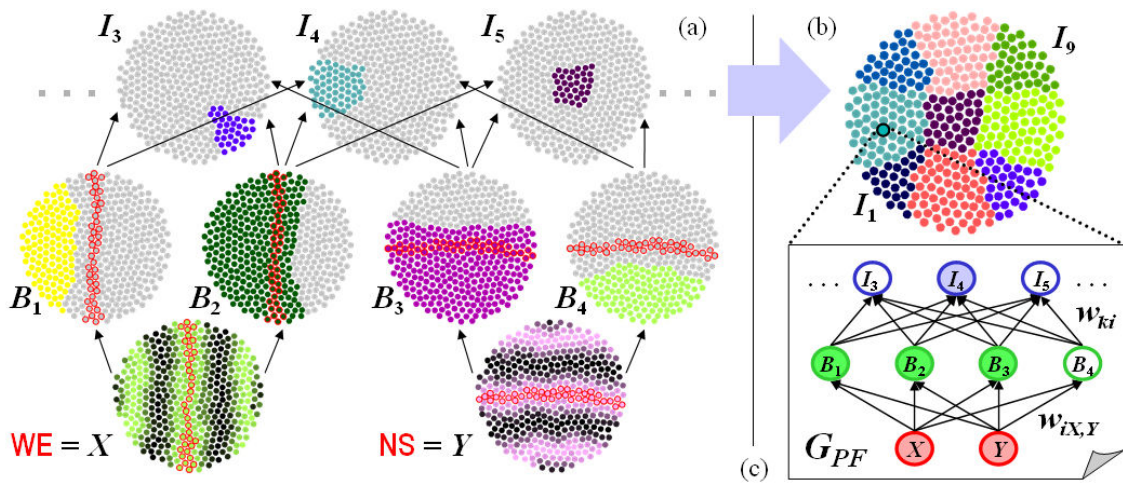 I3 I4 I5 (a)
B1 B2 B3 B4
WE = X NS = Y
(b)
I9
I1
(c)
... I3 I4 I5 ...
wki
B1 B2 B3 B4
wiX,Y
GPF X Y